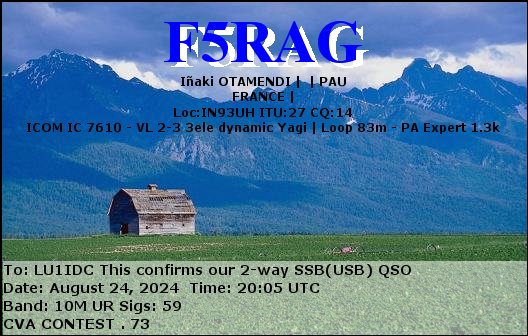 F5RAG
Iñaki OTAMENDI | | PAU
FRANCE |
Loc:IN93UH ITU:27 CQ:14
ICOM IC 7610 - VL 2-3 3ele dynamic Yagi | Loop 83m - PA Expert 1.3k
To: LU1IDC This confirms our 2-way SSB(USB) QSO
Date: August 24, 2024 Time: 20:05 UTC
Band: 10M UR Sigs: 59
CVA CONTEST . 73